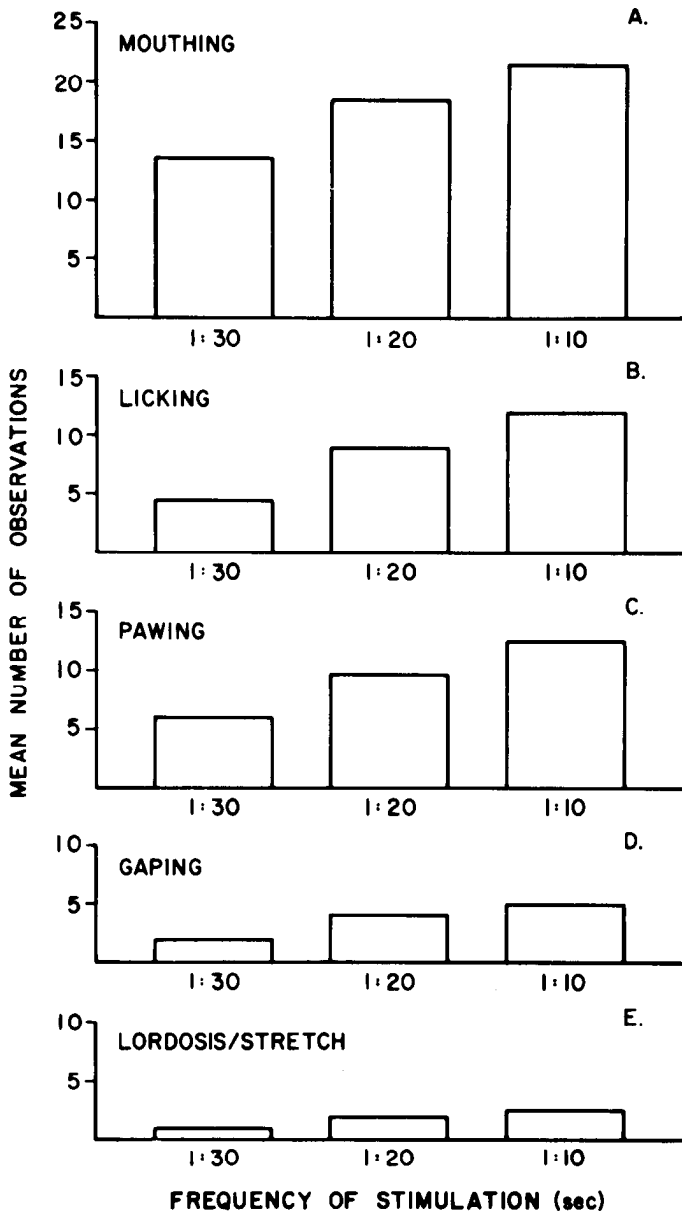 MEAN NUMBER OF OBSERVATIONS
A.
MOUTHING
25
20
15
10
5
1:30 1:20 1:10
B.
LICKING
15
10
5
1:30 1:20 1:10
C.
PAWING
15
10
5
1:30 1:20 1:10
D.
GAPING
10
5
1:30 1:20 1:10
E.
LORDOSIS/STRETCH
10
5
1:30 1:20 1:10
FREQUENCY OF STIMULATION (sec)